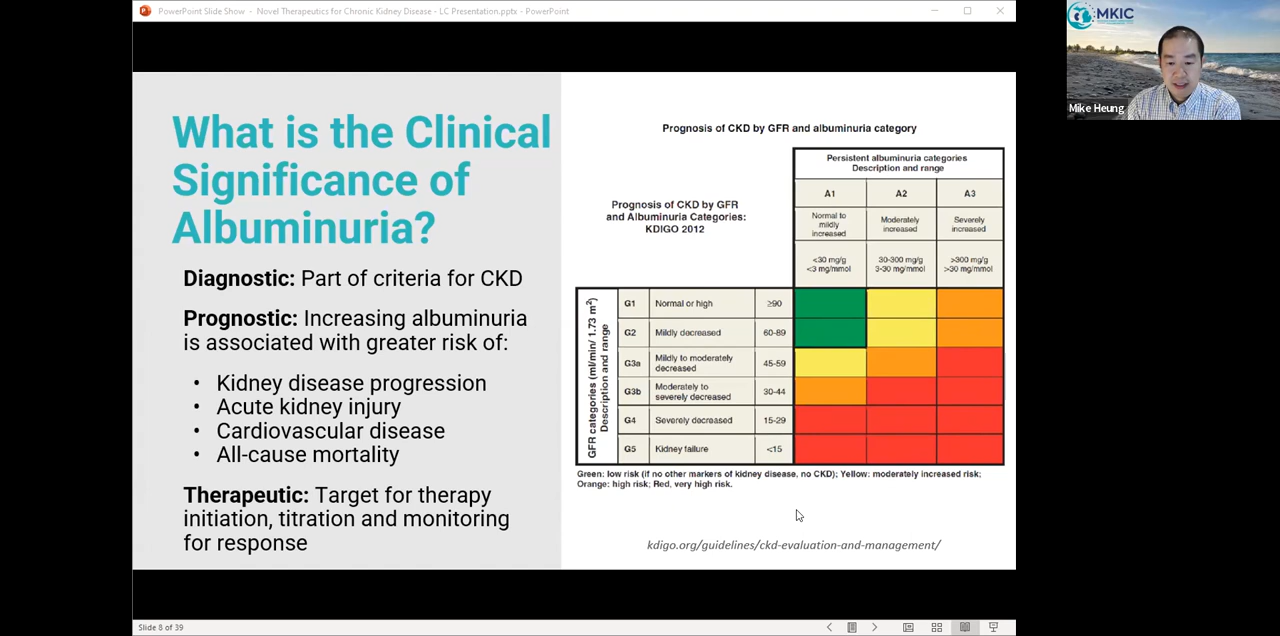 PowerPoint Slide Show - Novel Therapeutics for Chronic Kidney Disease - LC Presentation.pptx - PowerPoint
MKIC
Mike Heung
What is the Clinical
Significance of
Albuminuria?
Diagnostic: Part of criteria for CKD
Prognostic: Increasing albuminuria
is associated with greater risk of:
• Kidney disease progression
• Acute kidney injury
• Cardiovascular disease
• All-cause mortality
Therapeutic: Target for therapy
initiation, titration and monitoring
for response
Prognosis of CKD by GFR and albuminuria category
Prognosis of CKD by GFR
and Albuminuria Categories:
KDIGO 2012
Persistent albuminuria categories
Description and range
A1 A2 A3
Normal to
mildly
increased
Moderately
increased
Severely
increased
<30 mg/g
<3 mg/mmol
30-300 mg/g
3-30 mg/mmol
>300 mg/g
>30 mg/mmol
GFR categories (ml/min/ 1.73 m²)
Description and range
G1 Normal or high ≥90
G2 Mildly decreased 60-89
G3a Mildly to moderately
decreased 45-59
G3b Moderately to
severely decreased 30-44
G4 Severely decreased 15-29
G5 Kidney failure <15
Green: low risk (if no other markers of kidney disease, no CKD); Yellow: moderately increased risk;
Orange: high risk; Red, very high risk.
kdigo.org/guidelines/ckd-evaluation-and-management/
Slide 8 of 39